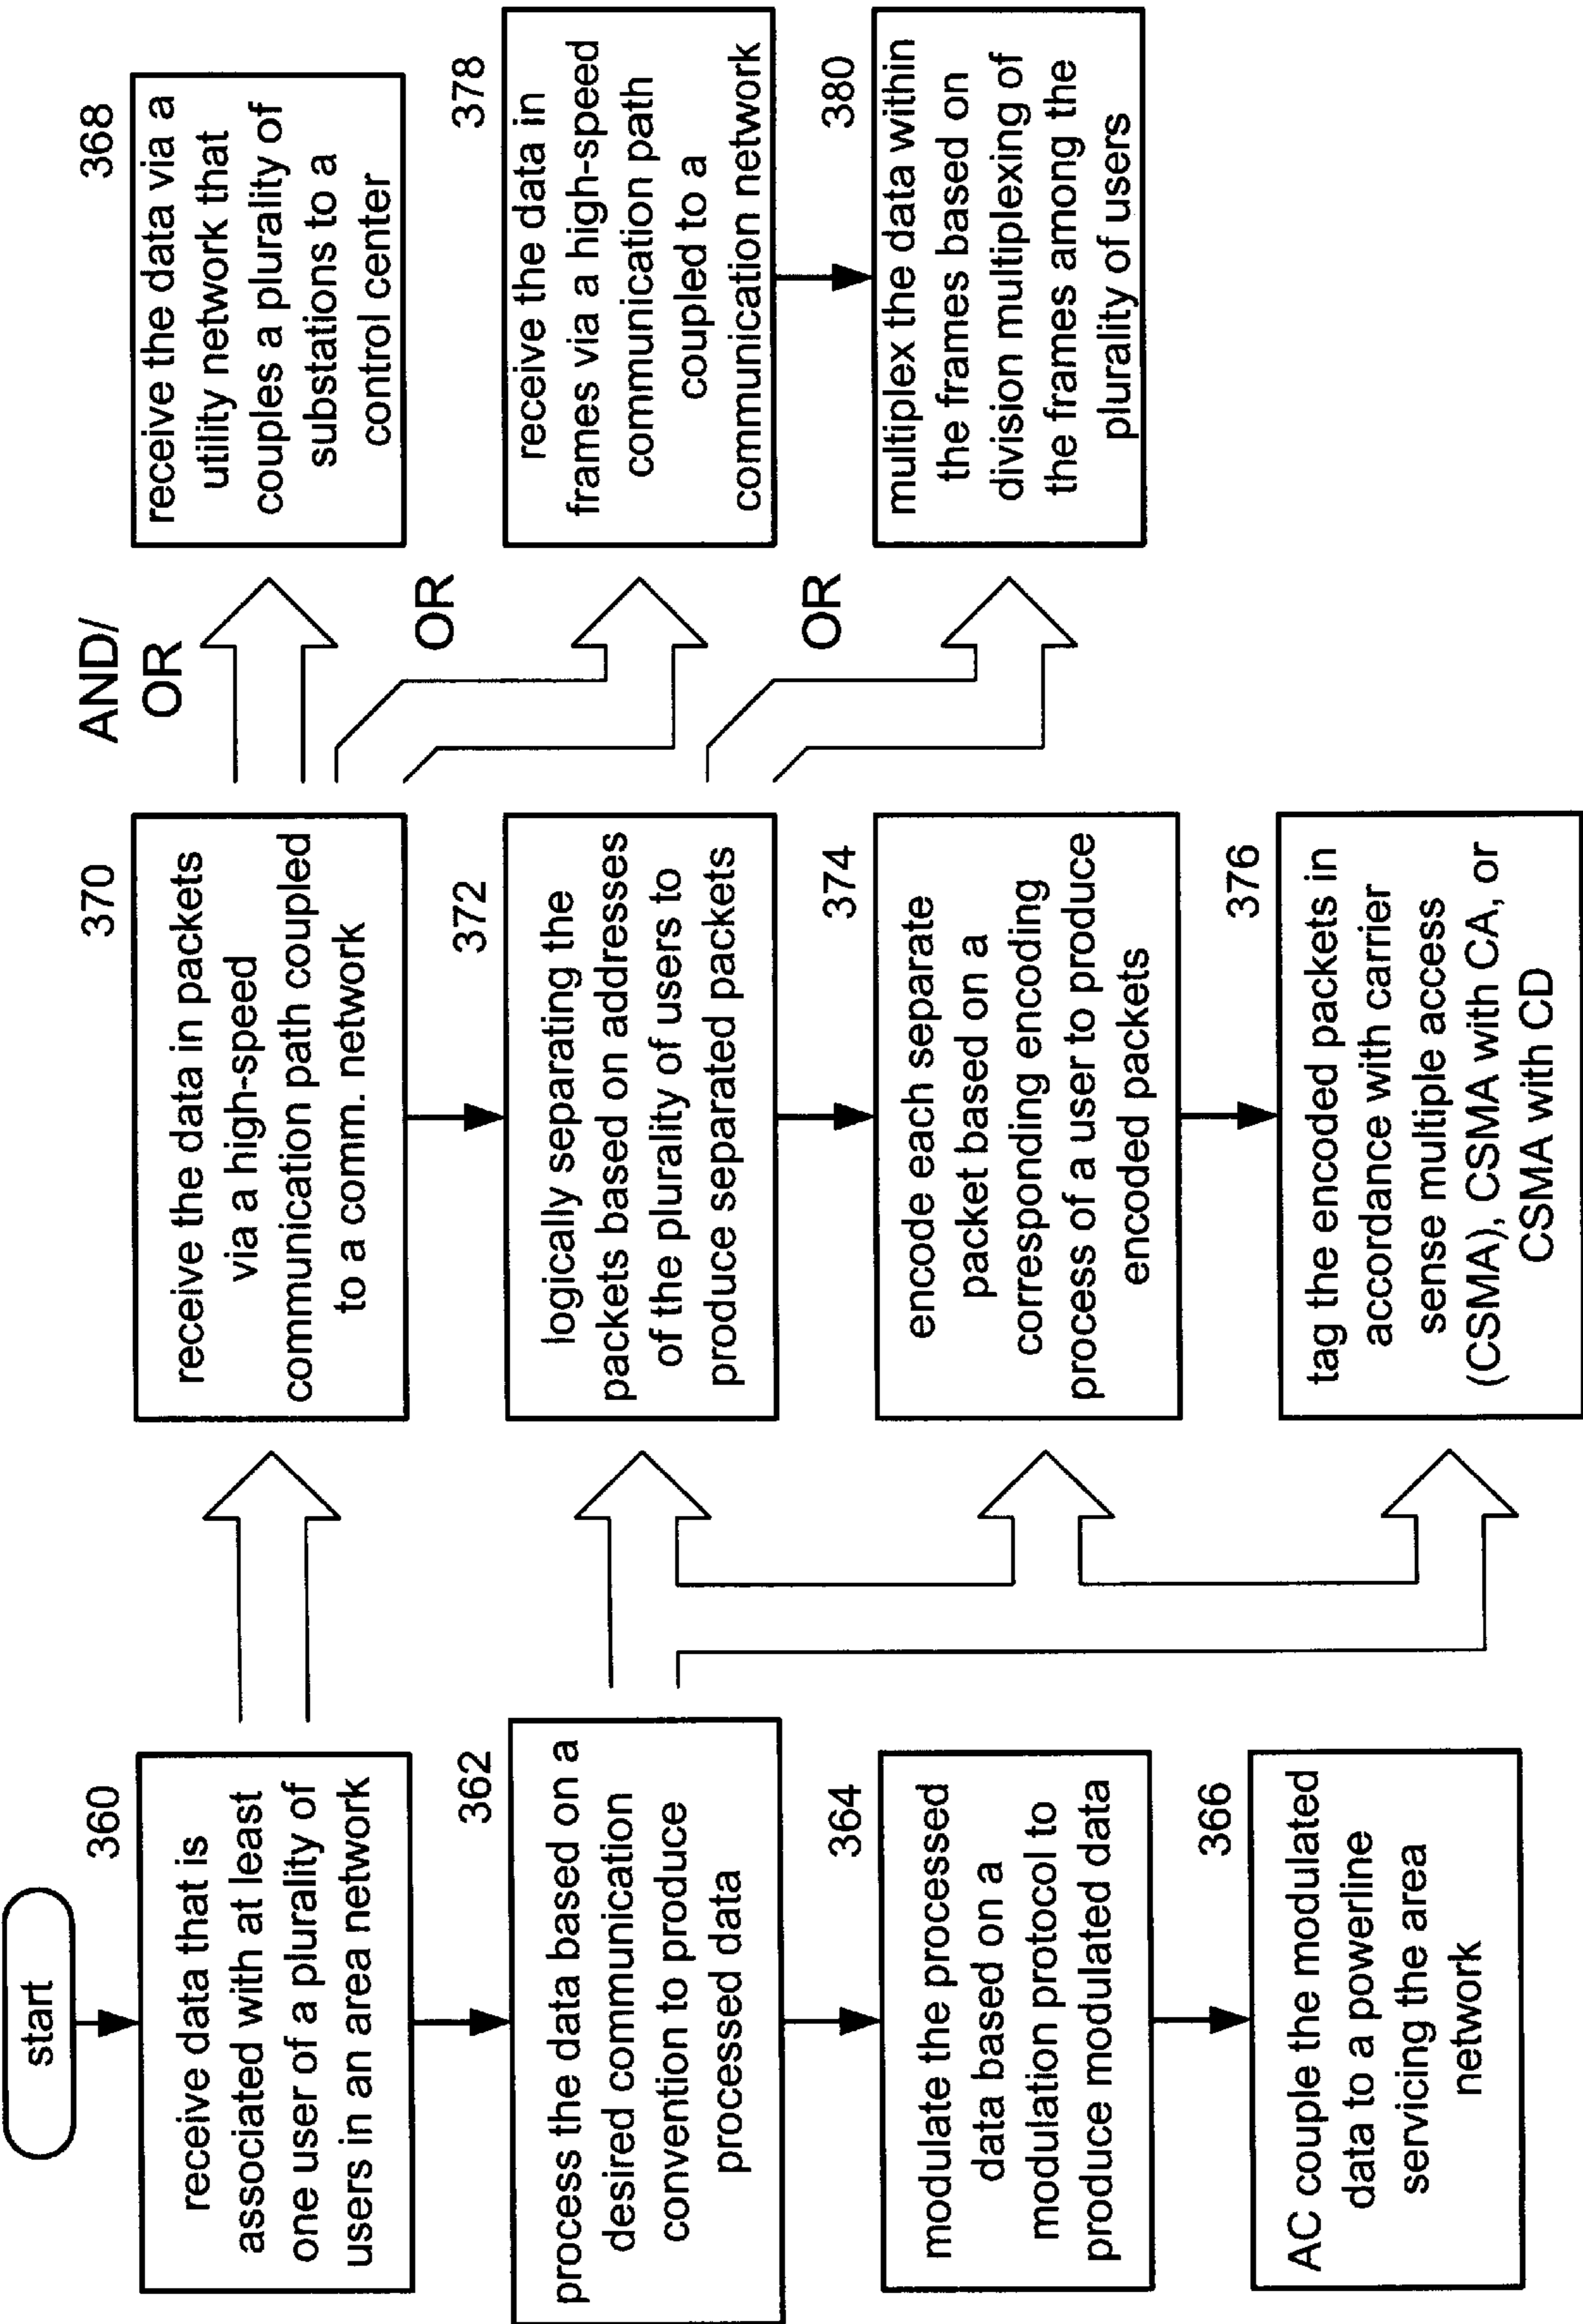 start
360
receive data that is
associated with at least
one user of a plurality of
users in an area network
362
process the data based on a
desired communication
convention to produce
processed data
364
modulate the processed
data based on a
modulation protocol to
produce modulated data
366
AC couple the modulated
data to a powerline
servicing the area
network
370
receive the data in packets
via a high-speed
communication path coupled
to a comm. network
372
logically separating the
packets based on addresses
of the plurality of users to
produce separated packets
374
encode each separate
packet based on a
corresponding encoding
process of a user to produce
encoded packets
376
tag the encoded packets in
accordance with carrier
sense multiple access
(CSMA), CSMA with CA, or
CSMA with CD
AND/
OR
OR
OR
368
receive the data via a
utility network that
couples a plurality of
substations to a
control center
378
receive the data in
frames via a high-speed
communication path
coupled to a
communication network
380
multiplex the data within
the frames based on
division multiplexing of
the frames among the
plurality of users